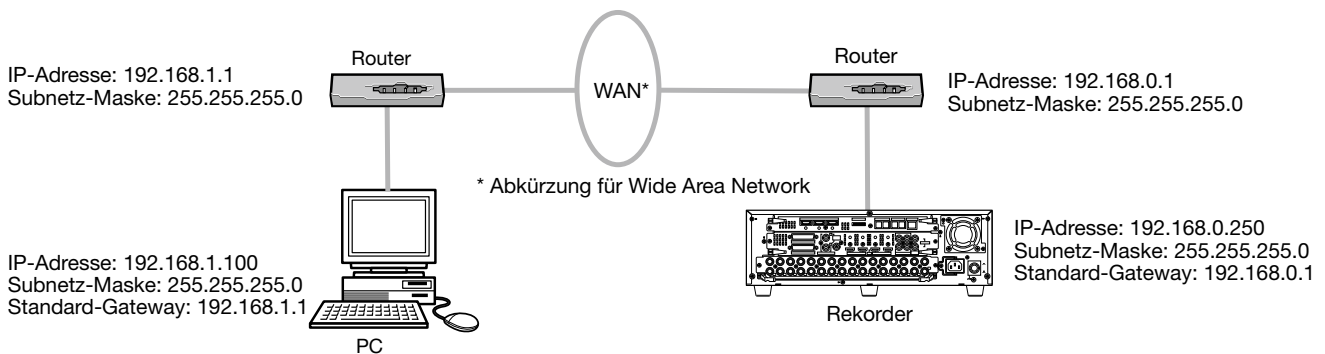 Router
IP-Adresse: 192.168.1.1
Subnetz-Maske: 255.255.255.0
WAN*
Router
IP-Adresse: 192.168.0.1
Subnetz-Maske: 255.255.255.0
* Abkürzung für Wide Area Network
IP-Adresse: 192.168.1.100
Subnetz-Maske: 255.255.255.0
Standard-Gateway: 192.168.1.1
PC
IP-Adresse: 192.168.0.250
Subnetz-Maske: 255.255.255.0
Standard-Gateway: 192.168.0.1
Rekorder